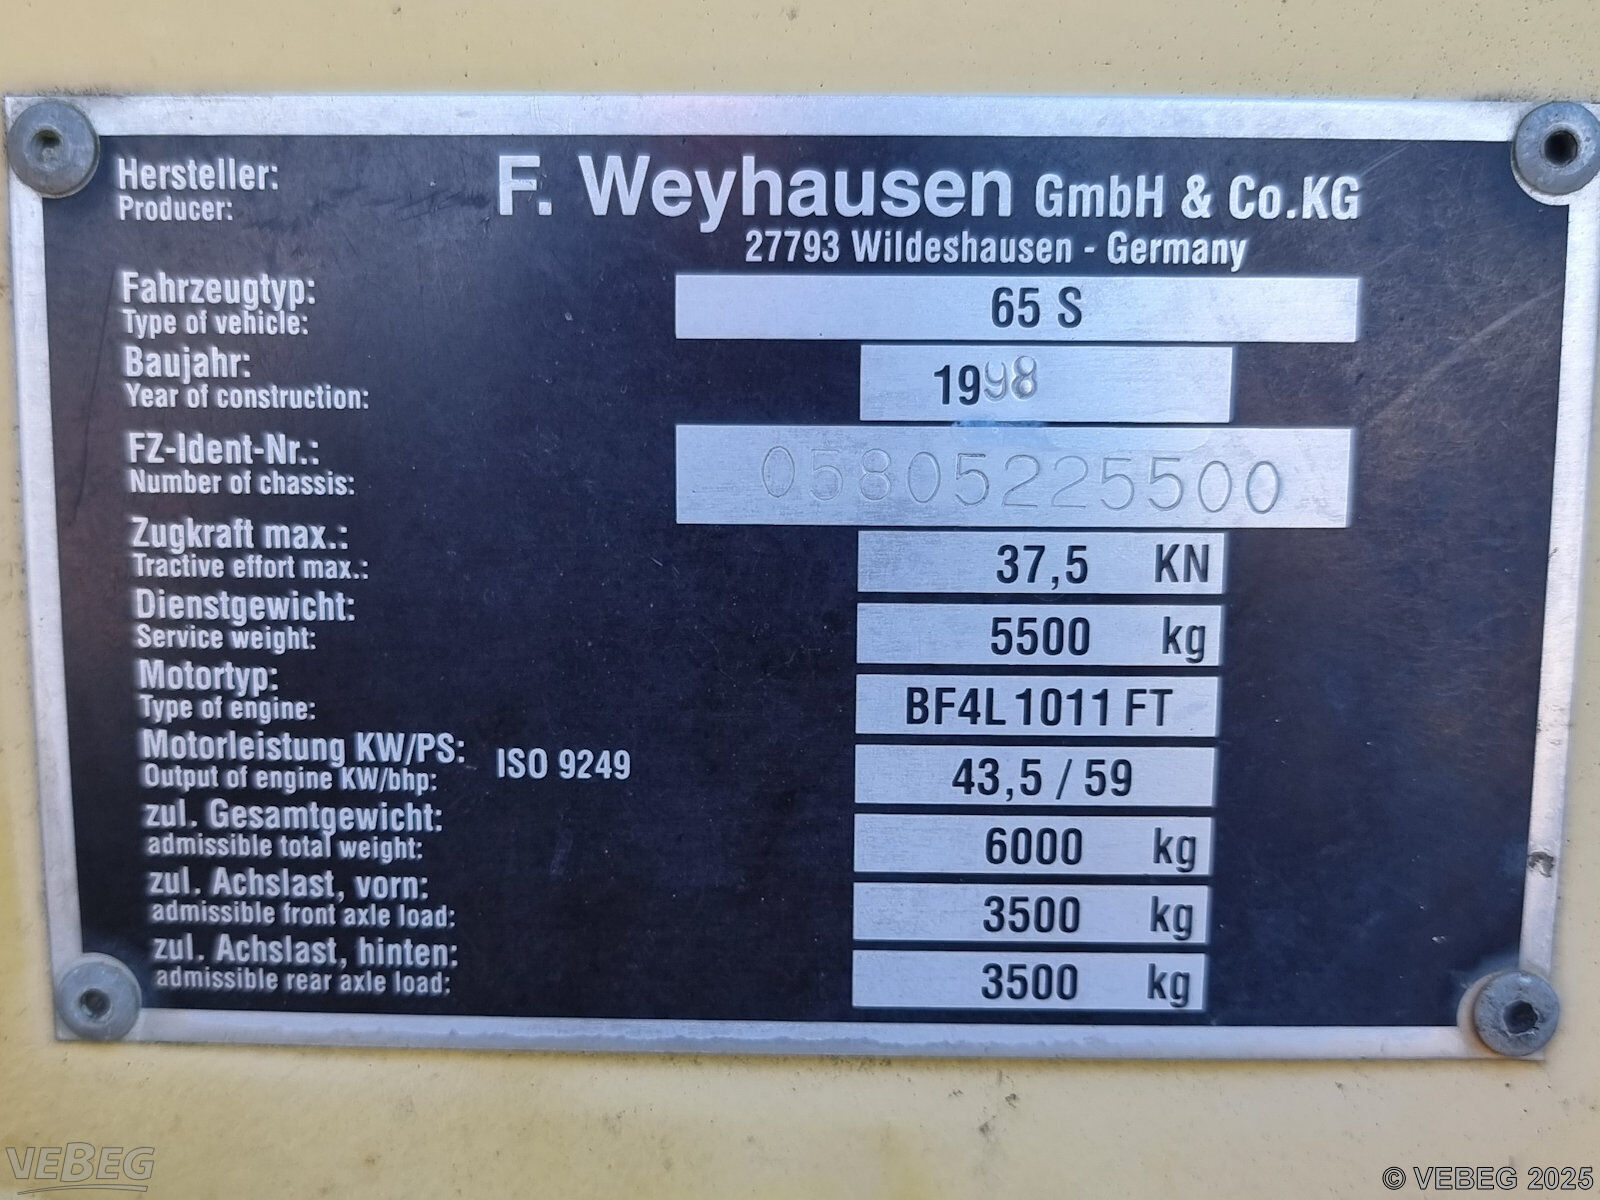 Hersteller: F. Weyhausen GmbH & Co.KG
Producer:
27793 Wildeshausen - Germany
Fahrzeugtyp: 65 S
Type of vehicle:
Baujahr: 1998
Year of construction:
FZ-Ident-Nr.: 05805225500
Number of chassis:
Zugkraft max.: 37,5 KN
Tractive effort max.:
Dienstgewicht: 5500 kg
Service weight:
Motortyp: BF4L 1011 FT
Type of engine:
Motorleistung KW/PS: ISO 9249 43,5 / 59
Output of engine KW/bhp:
zul. Gesamtgewicht: 6000 kg
admissible total weight:
zul. Achslast, vorn: 3500 kg
admissible front axle load:
zul. Achslast, hinten: 3500 kg
admissible rear axle load:
VEBEG
© VEBEG 2025